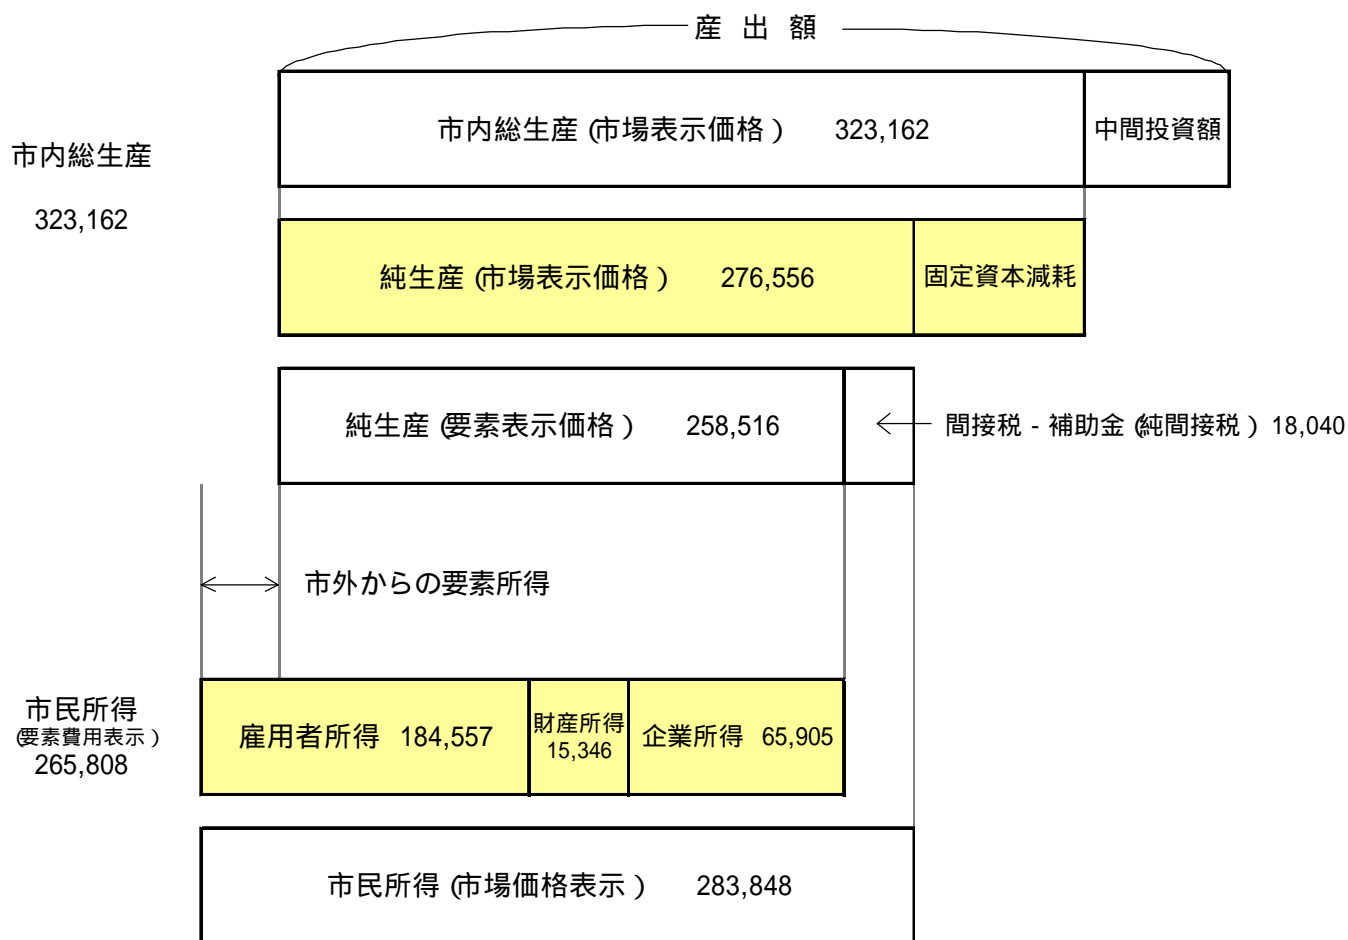 産 出 額
市内総生産（市場表示価格） 323,162
中間投資額
市内総生産
323,162
純生産（市場表示価格） 276,556
固定資本減耗
純生産（要素表示価格） 258,516
間接税 - 補助金（純間接税） 18,040
市外からの要素所得
市民所得
（要素費用表示）
265,808
雇用者所得 184,557
財産所得
15,346
企業所得 65,905
市民所得（市場価格表示） 283,848